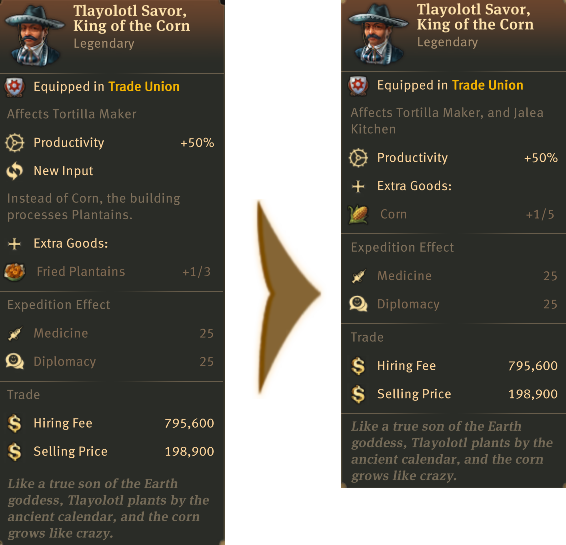 Tlayolotl Savor,
King of the Corn
Legendary
Equipped in Trade Union
Affects Tortilla Maker
Productivity +50%
New Input
Instead of Corn, the building
processes Plantains.
Extra Goods:
Fried Plantains +1/3
Expedition Effect
Medicine 25
Diplomacy 25
Trade
Hiring Fee 795,600
Selling Price 198,900
Like a true son of the Earth
goddess, Tlayolotl plants by the
ancient calendar, and the corn
grows like crazy.
Tlayolotl Savor,
King of the Corn
Legendary
Equipped in Trade Union
Affects Tortilla Maker, and Jalea
Kitchen
Productivity +50%
Extra Goods:
Corn +1/5
Expedition Effect
Medicine 25
Diplomacy 25
Trade
Hiring Fee 795,600
Selling Price 198,900
Like a true son of the Earth
goddess, Tlayolotl plants by the
ancient calendar, and the corn
grows like crazy.